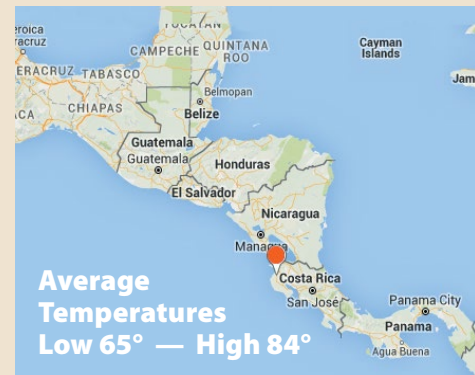 YUCATAN
eroica
racruz
CAMPECHE
QUINTANA
ROO
Cayman
Islands
ERACRUZ
TABASCO
Jam
Belmopan
ACA
CHIAPAS
Belize
Guatemala
Guatemala
Honduras
El Salvador
Nicaragua
Managua
Costa Rica
San José
Panama City
Panama
Agua Buena
Average
Temperatures
Low 65° — High 84°